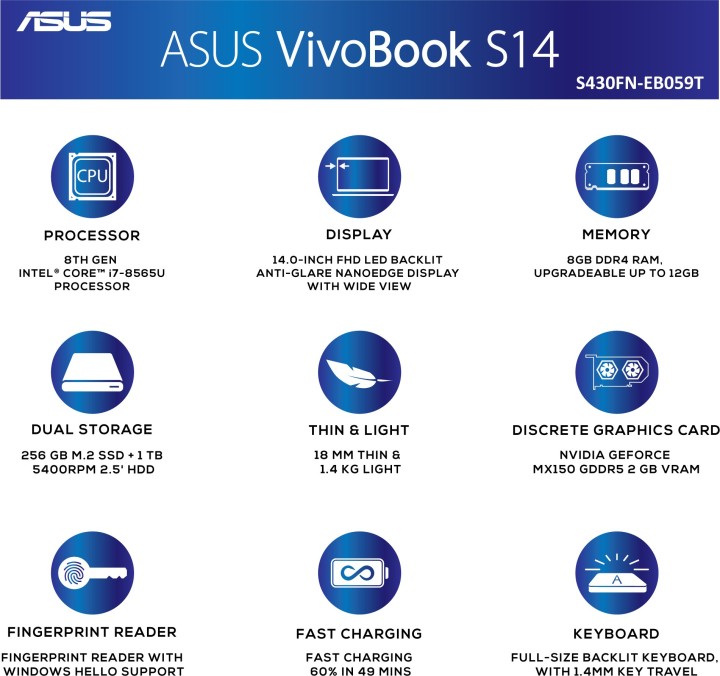 ASUS
ASUS VivoBook S14
S430FN-EB059T
CPU
PROCESSOR
8TH GEN
INTEL® CORE™ i7-8565U
PROCESSOR
DISPLAY
14.0-INCH FHD LED BACKLIT
ANTI-GLARE NANOEDGE DISPLAY
WITH WIDE VIEW
MEMORY
8GB DDR4 RAM,
UPGRADEABLE UP TO 12GB
DUAL STORAGE
256 GB M.2 SSD + 1 TB
5400RPM 2.5' HDD
THIN & LIGHT
18 MM THIN &
1.4 KG LIGHT
DISCRETE GRAPHICS CARD
NVIDIA GEFORCE
MX150 GDDR5 2 GB VRAM
FINGERPRINT READER
FINGERPRINT READER WITH
WINDOWS HELLO SUPPORT
FAST CHARGING
FAST CHARGING
60% IN 49 MINS
A
KEYBOARD
FULL-SIZE BACKLIT KEYBOARD,
WITH 1.4MM KEY TRAVEL